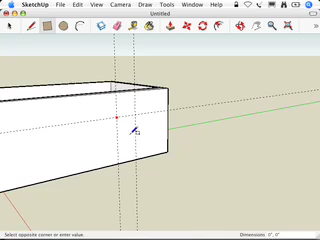 SketchUp File Edit View Camera Draw Tools Window Help
Untitled
Select opposite corner or enter value.
Dimensions 0", 0"